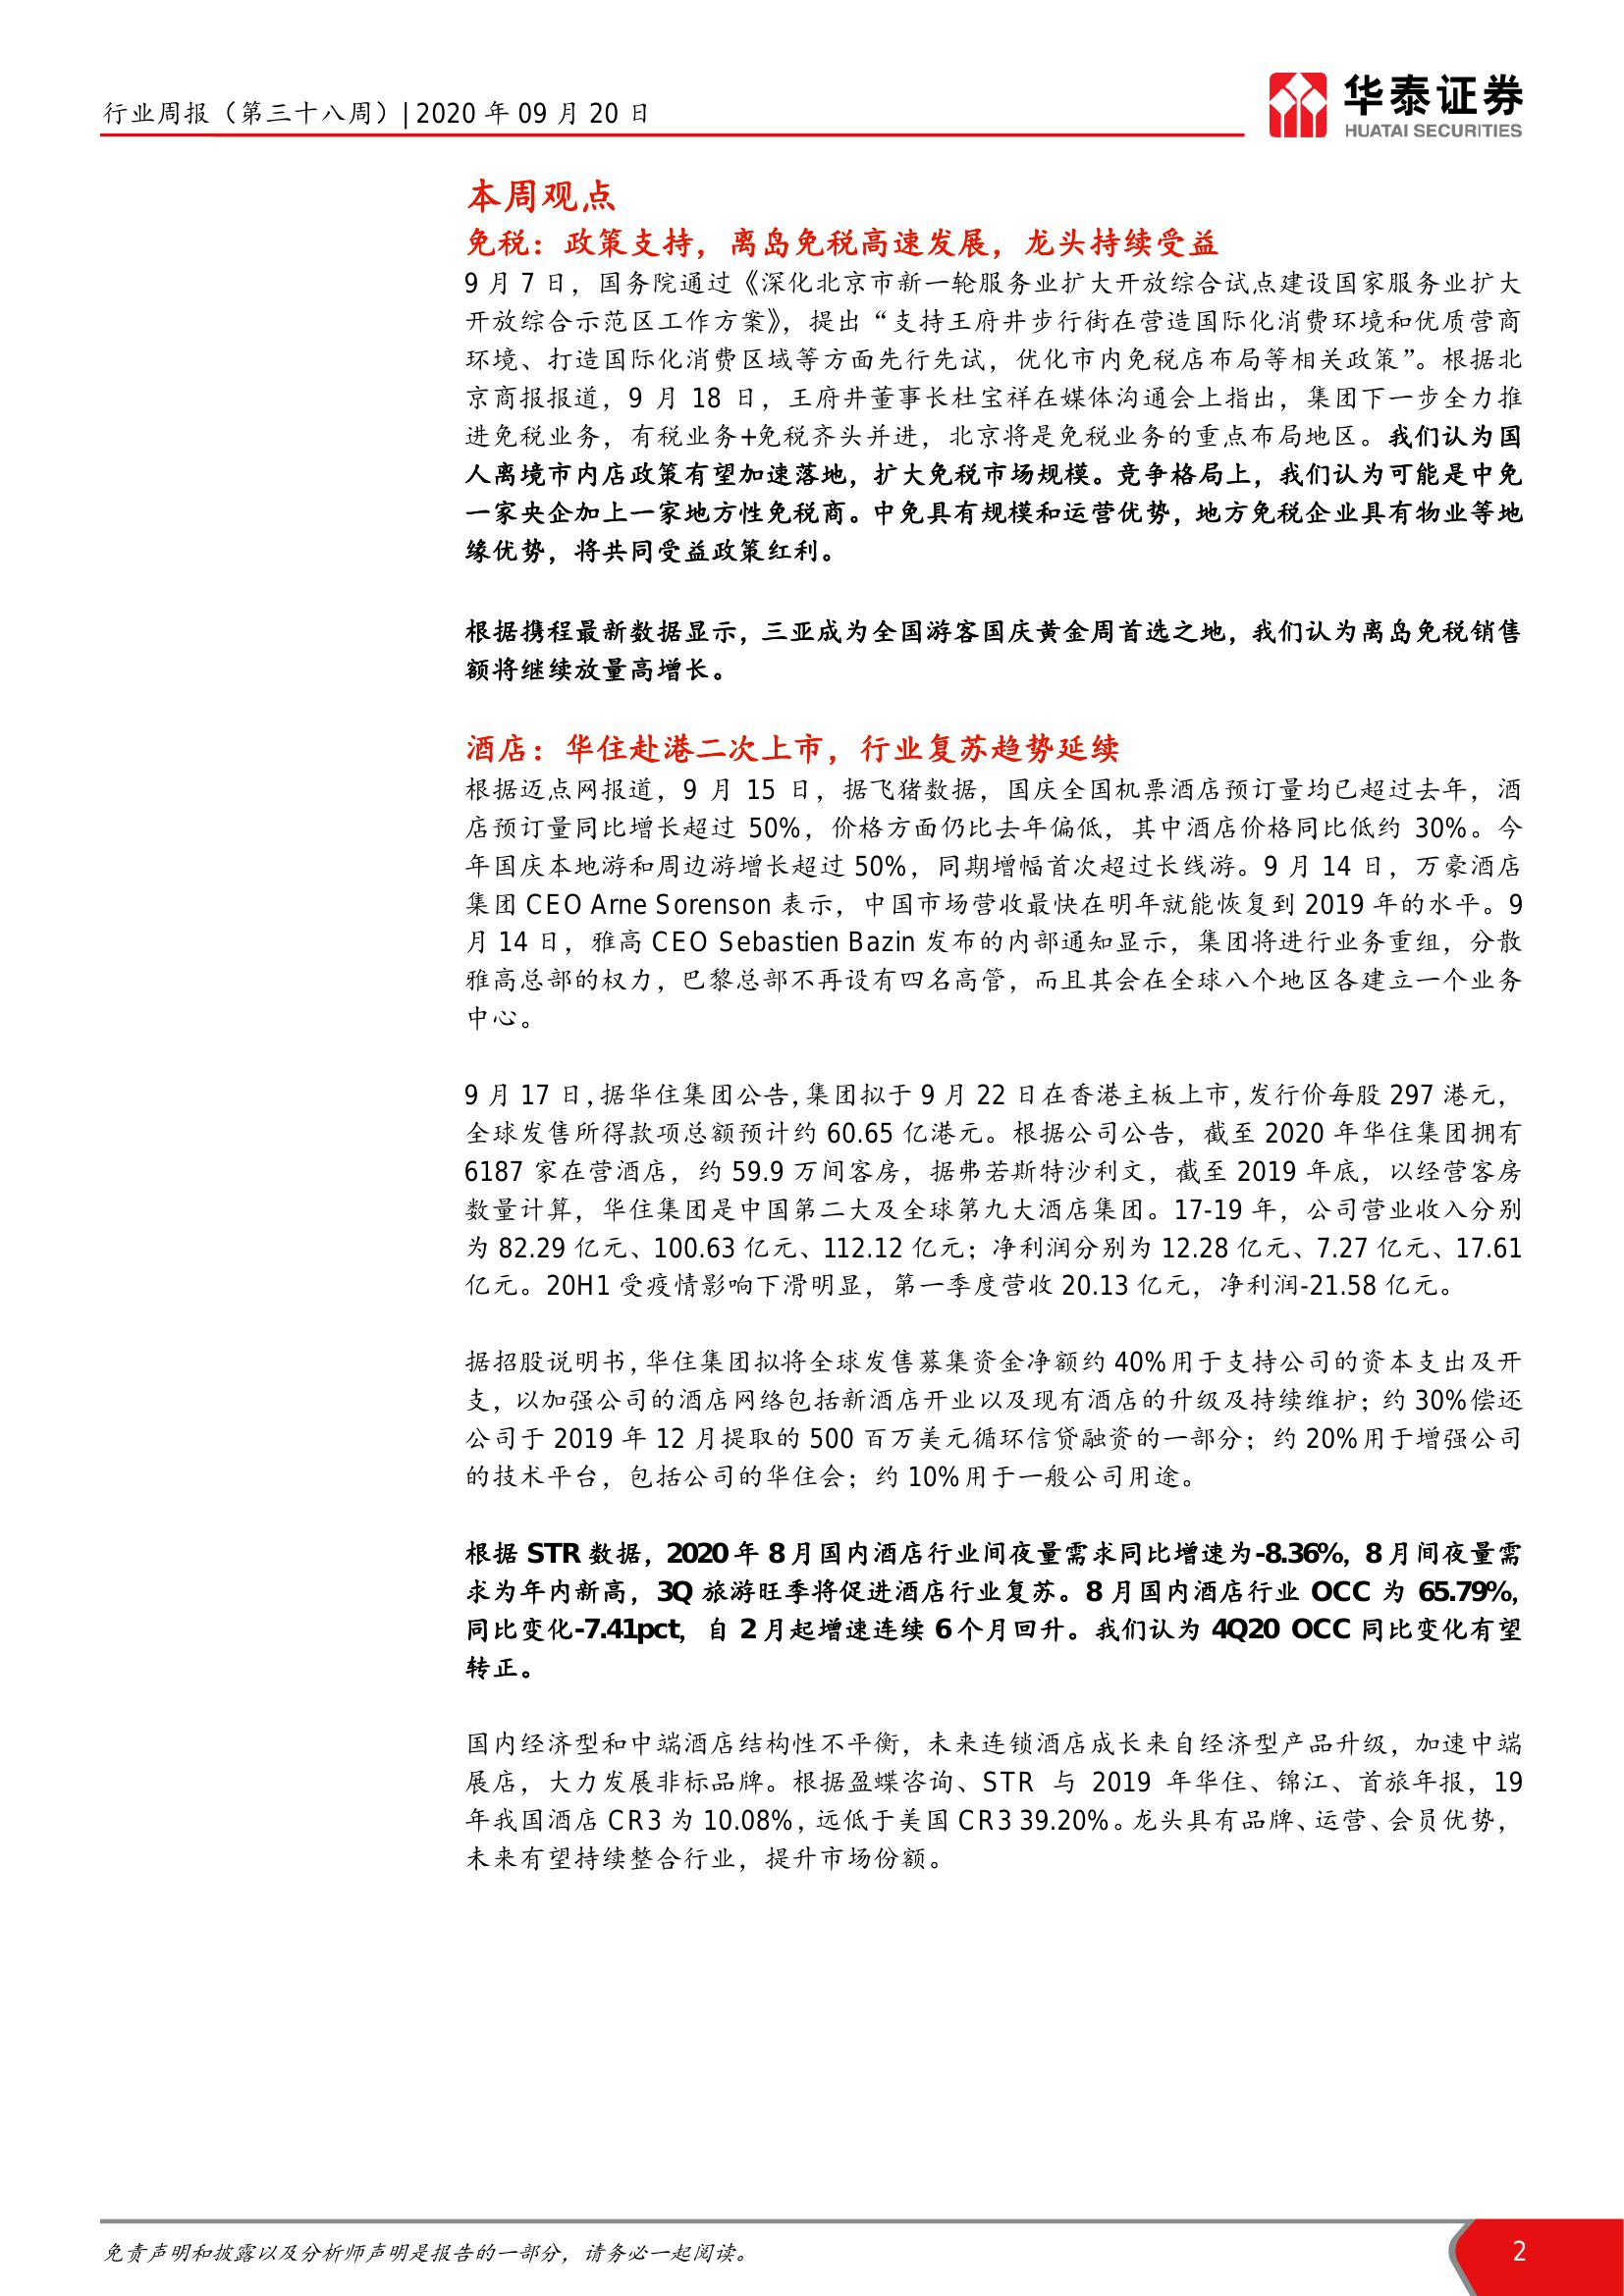 行业周报（第三十八周）| 2020 年 09 月 20 日
华泰证券
HUATAI SECURITIES
本周观点
免税：政策支持，离岛免税高速发展，龙头持续受益
9 月 7 日，国务院通过《深化北京市新一轮服务业扩大开放综合试点建设国家服务业扩大
开放综合示范区工作方案》，提出“支持王府井步行街在营造国际化消费环境和优质营商
环境、打造国际化消费区域等方面先行先试，优化市内免税店布局等相关政策”。根据北
京商报报道，9 月 18 日，王府井董事长杜宝祥在媒体沟通会上指出，集团下一步全力推
进免税业务，有税业务+免税齐头并进，北京将是免税业务的重点布局地区。我们认为国
人离境市内店政策有望加速落地，扩大免税市场规模。竞争格局上，我们认为可能是中免
一家央企加上一家地方性免税商。中免具有规模和运营优势，地方免税企业具有物业等地
缘优势，将共同受益政策红利。
根据携程最新数据显示，三亚成为全国游客国庆黄金周首选之地，我们认为离岛免税销售
额将继续放量高增长。
酒店：华住赴港二次上市，行业复苏趋势延续
根据迈点网报道，9 月 15 日，据飞猪数据，国庆全国机票酒店预订量均已超过去年，酒
店预订量同比增长超过 50%，价格方面仍比去年偏低，其中酒店价格同比低约 30%。今
年国庆本地游和周边游增长超过 50%，同期增幅首次超过长线游。9 月 14 日，万豪酒店
集团 CEO Arne Sorenson 表示，中国市场营收最快在明年就能恢复到 2019 年的水平。9
月 14 日，雅高 CEO Sebastien Bazin 发布的内部通知显示，集团将进行业务重组，分散
雅高总部的权力，巴黎总部不再设有四名高管，而且其会在全球八个地区各建立一个业务
中心。
9 月 17 日，据华住集团公告，集团拟于 9 月 22 日在香港主板上市，发行价每股 297 港元，
全球发售所得款项总额预计约 60.65 亿港元。根据公司公告，截至 2020 年华住集团拥有
6187 家在营酒店，约 59.9 万间客房，据弗若斯特沙利文，截至 2019 年底，以经营客房
数量计算，华住集团是中国第二大及全球第九大酒店集团。17-19 年，公司营业收入分别
为 82.29 亿元、100.63 亿元、112.12 亿元；净利润分别为 12.28 亿元、7.27 亿元、17.61
亿元。20H1 受疫情影响下滑明显，第一季度营收 20.13 亿元，净利润-21.58 亿元。
据招股说明书，华住集团拟将全球发售募集资金净额约 40%用于支持公司的资本支出及开
支，以加强公司的酒店网络包括新酒店开业以及现有酒店的升级及持续维护；约 30%偿还
公司于 2019 年 12 月提取的 500 百万美元循环信贷融资的一部分；约 20%用于增强公司
的技术平台，包括公司的华住会；约 10%用于一般公司用途。
根据 STR 数据，2020 年 8 月国内酒店行业间夜量需求同比增速为-8.36%，8 月间夜量需
求为年内新高，3Q 旅游旺季将促进酒店行业复苏。8 月国内酒店行业 OCC 为 65.79%，
同比变化-7.41pct，自 2 月起增速连续 6 个月回升。我们认为 4Q20 OCC 同比变化有望
转正。
国内经济型和中端酒店结构性不平衡，未来连锁酒店成长来自经济型产品升级，加速中端
展店，大力发展非标品牌。根据盈蝶咨询、STR 与 2019 年华住、锦江、首旅年报，19
年我国酒店 CR3 为 10.08%，远低于美国 CR3 39.20%。龙头具有品牌、运营、会员优势，
未来有望持续整合行业，提升市场份额。
免责声明和披露以及分析师声明是报告的一部分，请务必一起阅读。
2